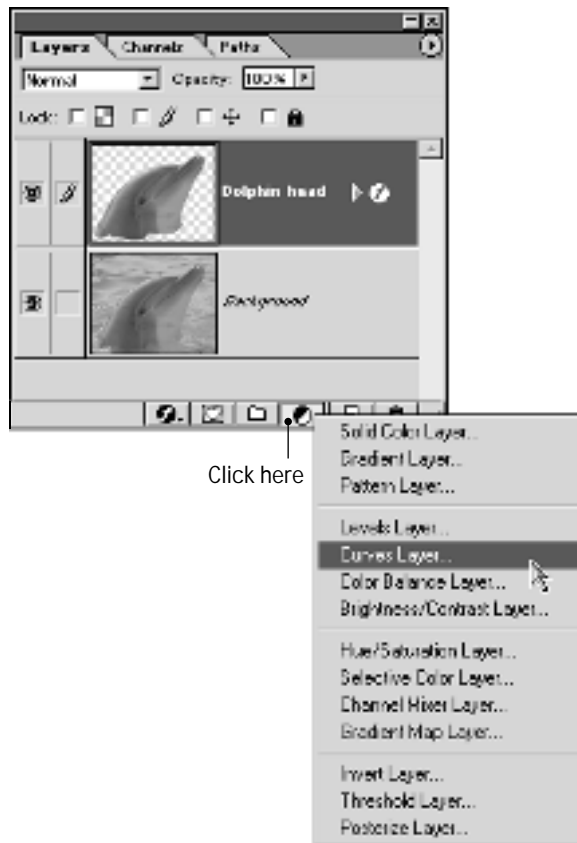 Layers Channels Paths
Normal Opacity: 100%
Lock:
Dolphin head
Background
Click here
Solid Color Layer...
Gradient Layer...
Pattern Layer...
Levels Layer...
Curves Layer...
Color Balance Layer...
Brightness/Contrast Layer...
Hue/Saturation Layer...
Selective Color Layer...
Channel Mixer Layer...
Gradient Map Layer...
Invert Layer...
Threshold Layer...
Posterize Layer...